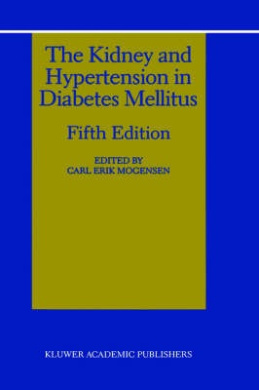 The Kidney and
Hypertension in
Diabetes Mellitus
Fifth Edition
EDITED BY
CARL ERIK MOGENSEN
KLUWER ACADEMIC PUBLISHERS